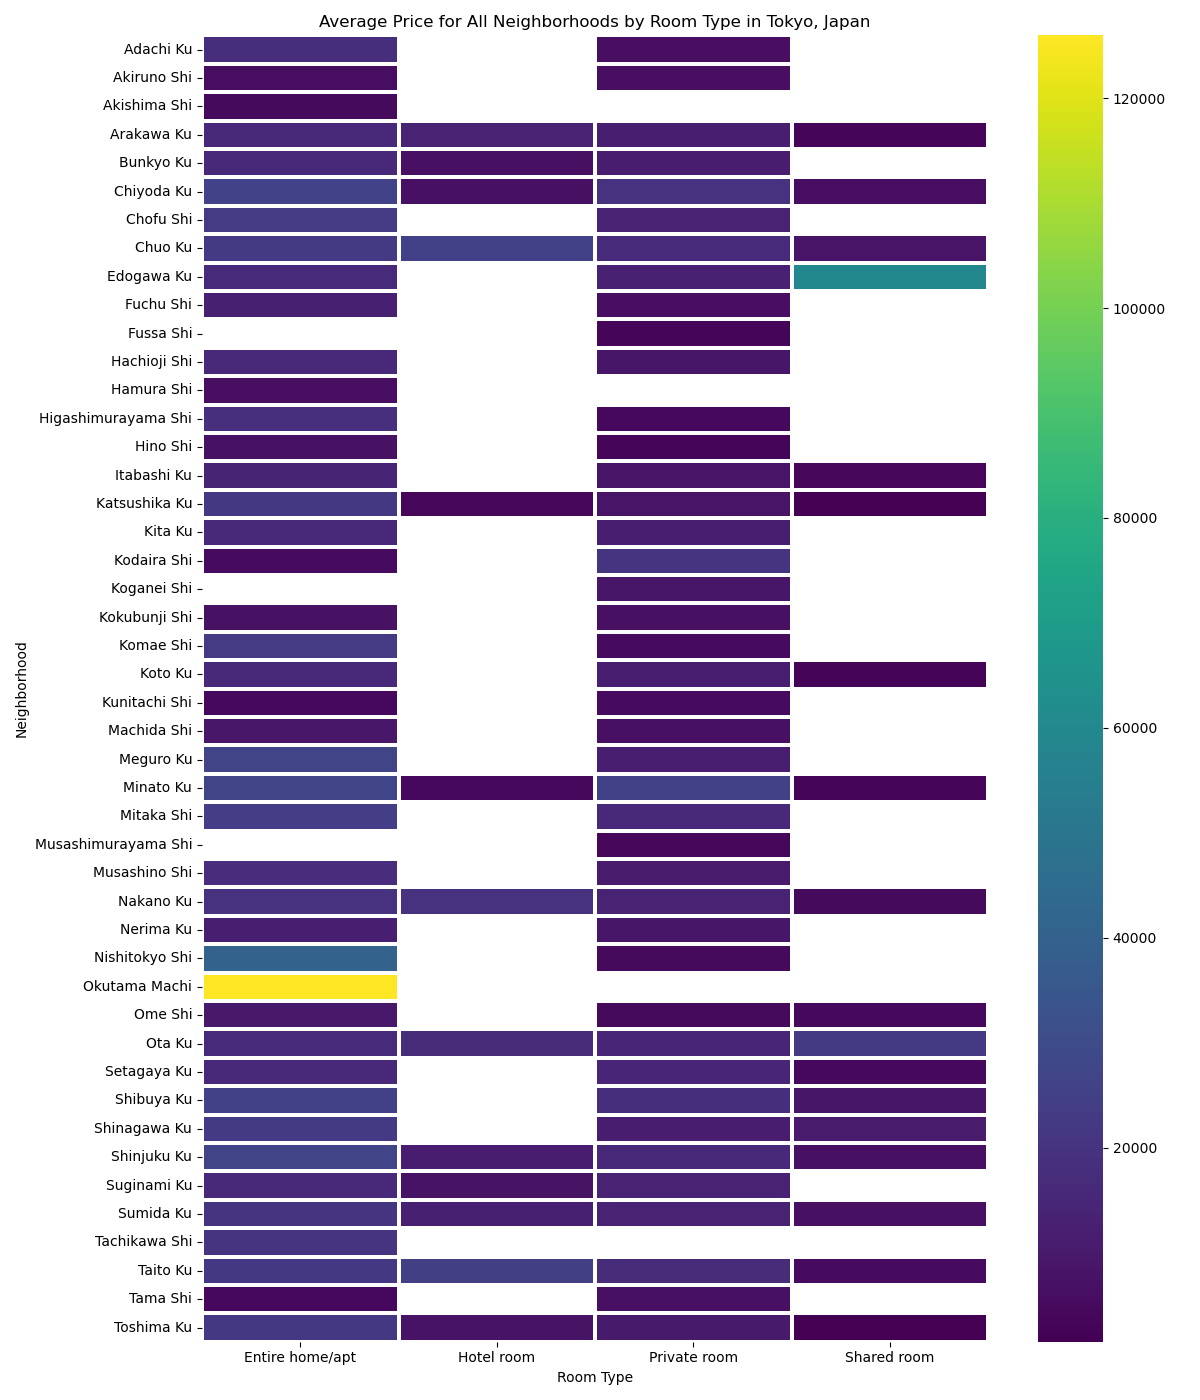 Average Price for All Neighborhoods by Room Type in Tokyo, Japan
Neighborhood
Adachi Ku
Akiruno Shi
Akishima Shi
Arakawa Ku
Bunkyo Ku
Chiyoda Ku
Chofu Shi
Chuo Ku
Edogawa Ku
Fuchu Shi
Fussa Shi
Hachioji Shi
Hamura Shi
Higashimurayama Shi
Hino Shi
Itabashi Ku
Katsushika Ku
Kita Ku
Kodaira Shi
Koganei Shi
Kokubunji Shi
Komae Shi
Koto Ku
Kunitachi Shi
Machida Shi
Meguro Ku
Minato Ku
Mitaka Shi
Musashimurayama Shi
Musashino Shi
Nakano Ku
Nerima Ku
Nishitokyo Shi
Okutama Machi
Ome Shi
Ota Ku
Setagaya Ku
Shibuya Ku
Shinagawa Ku
Shinjuku Ku
Suginami Ku
Sumida Ku
Tachikawa Shi
Taito Ku
Tama Shi
Toshima Ku
Entire home/apt
Hotel room
Private room
Shared room
Room Type
120000
100000
80000
60000
40000
20000